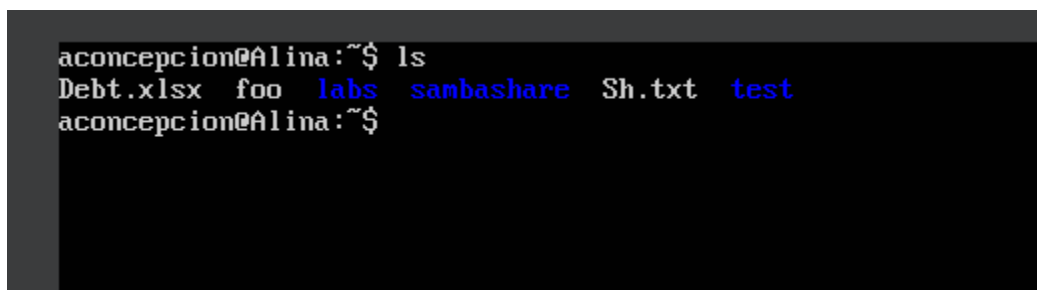 aconcepcion@Alina:~$ ls
Debt.xlsx foo labs sambashare Sh.txt test
aconcepcion@Alina:~$